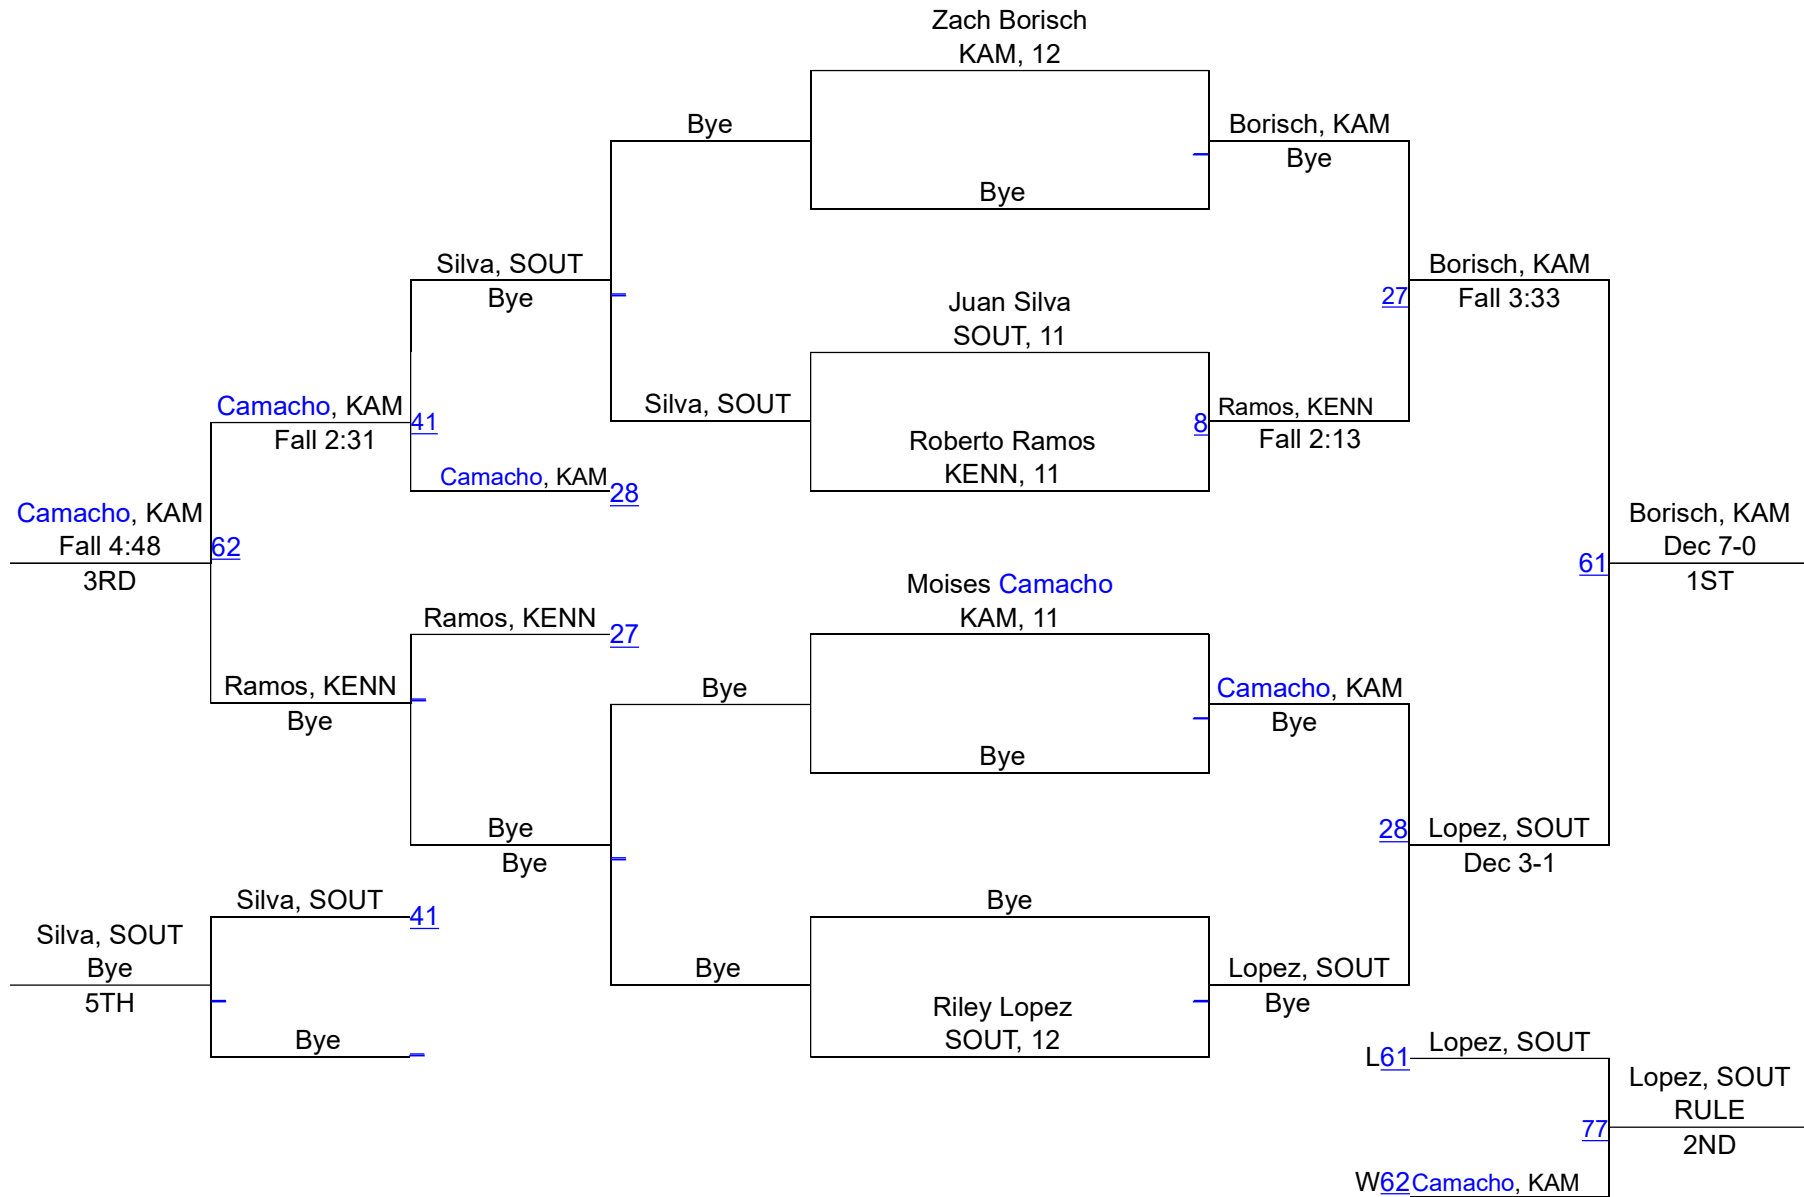 Zach Borisch
KAM, 12
Bye
Borisch, KAM
Bye
Bye
Silva, SOUT
Bye
Borisch, KAM
27
Fall 3:33
Juan Silva
SOUT, 11
Camacho, KAM
41
Fall 2:31
Silva, SOUT
Ramos, KENN
8
Fall 2:13
Roberto Ramos
KENN, 11
Camacho, KAM
28
Camacho, KAM
Fall 4:48
62
3RD
Borisch, KAM
Dec 7-0
61
1ST
Moises Camacho
KAM, 11
Ramos, KENN
27
Ramos, KENN
Bye
Bye
Camacho, KAM
Bye
Bye
Bye
Bye
28
Lopez, SOUT
Dec 3-1
Silva, SOUT
41
Bye
Silva, SOUT
Bye
5TH
Bye
Lopez, SOUT
Bye
Riley Lopez
SOUT, 12
Bye
L61
Lopez, SOUT
Lopez, SOUT
RULE
77
2ND
W62 Camacho, KAM